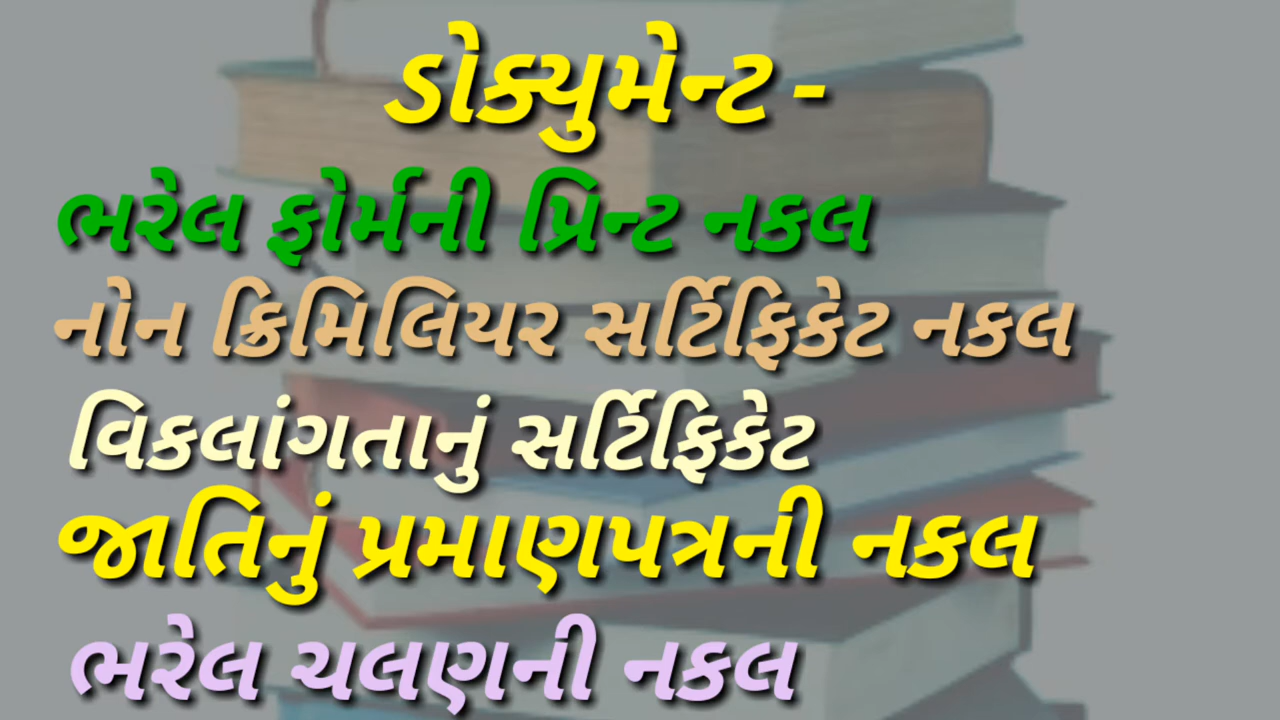 ડોક્યુમેન્ટ -
ભરેલ ફોર્મની પ્રિન્ટ નકલ
નોન ક્રિમિલિયર સર્ટિફિકેટ નકલ
વિકલાંગતાનું સર્ટિફિકેટ
જાતિનું પ્રમાણપત્રની નકલ
ભરેલ ચલણની નકલ